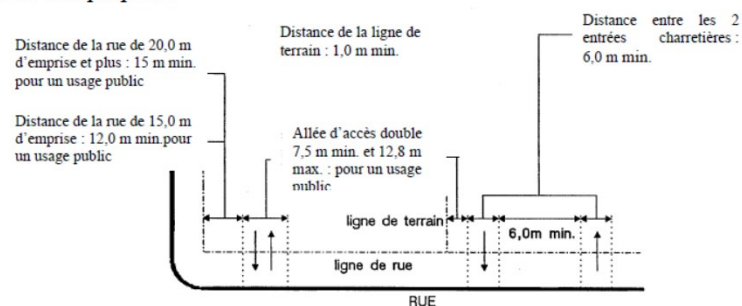 Distance de la rue de 20,0 m
d'emprise et plus : 15 m min.
pour un usage public
Distance de la rue de 15,0 m
d'emprise : 12,0 m min.pour
un usage public
Distance de la ligne de
terrain : 1,0 m min.
Allée d'accès double
7,5 m min. et 12,8 m
max. : pour un usage
public
Distance entre les 2
entrées charretières :
6,0 m min.
ligne de terrain
6,0m min.
ligne de rue
RUE